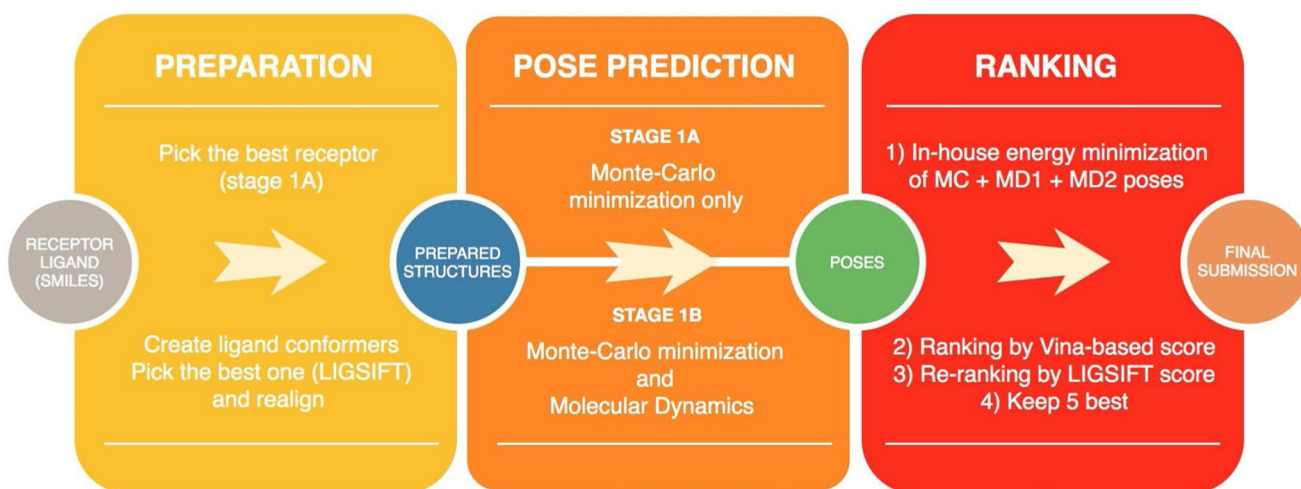 PREPARATION
Pick the best receptor
(stage 1A)
RECEPTOR
LIGAND
(SMILES)
Create ligand conformers
Pick the best one (LIGSIFT)
and realign
PREPARED
STRUCTURES
POSE PREDICTION
STAGE 1A
Monte-Carlo
minimization only
STAGE 1B
Monte-Carlo minimization
and
Molecular Dynamics
POSES
RANKING
1) In-house energy minimization
of MC + MD1 + MD2 poses
2) Ranking by Vina-based score
3) Re-ranking by LIGSIFT score
4) Keep 5 best
FINAL
SUBMISSION